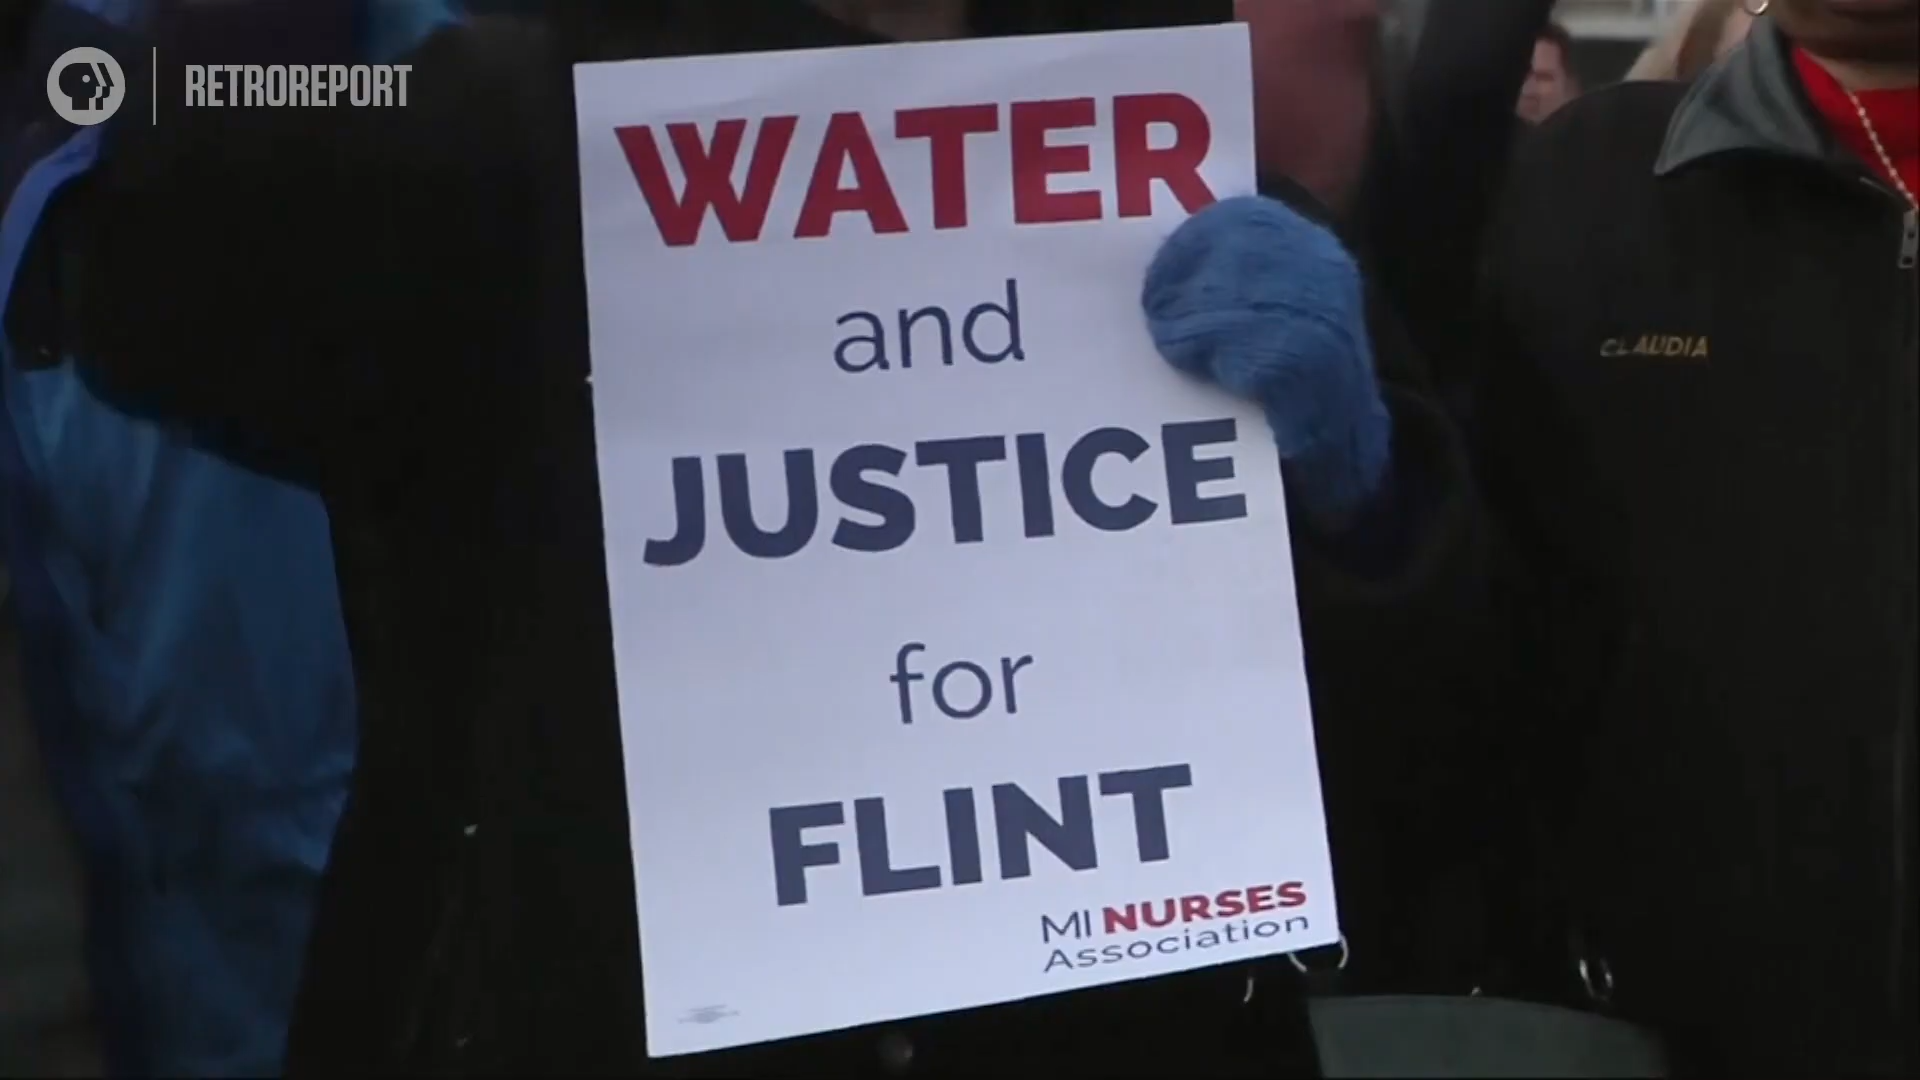 RETROREPORT
WATER
and
JUSTICE
for
FLINT
MI NURSES
Association
CLAUDIA